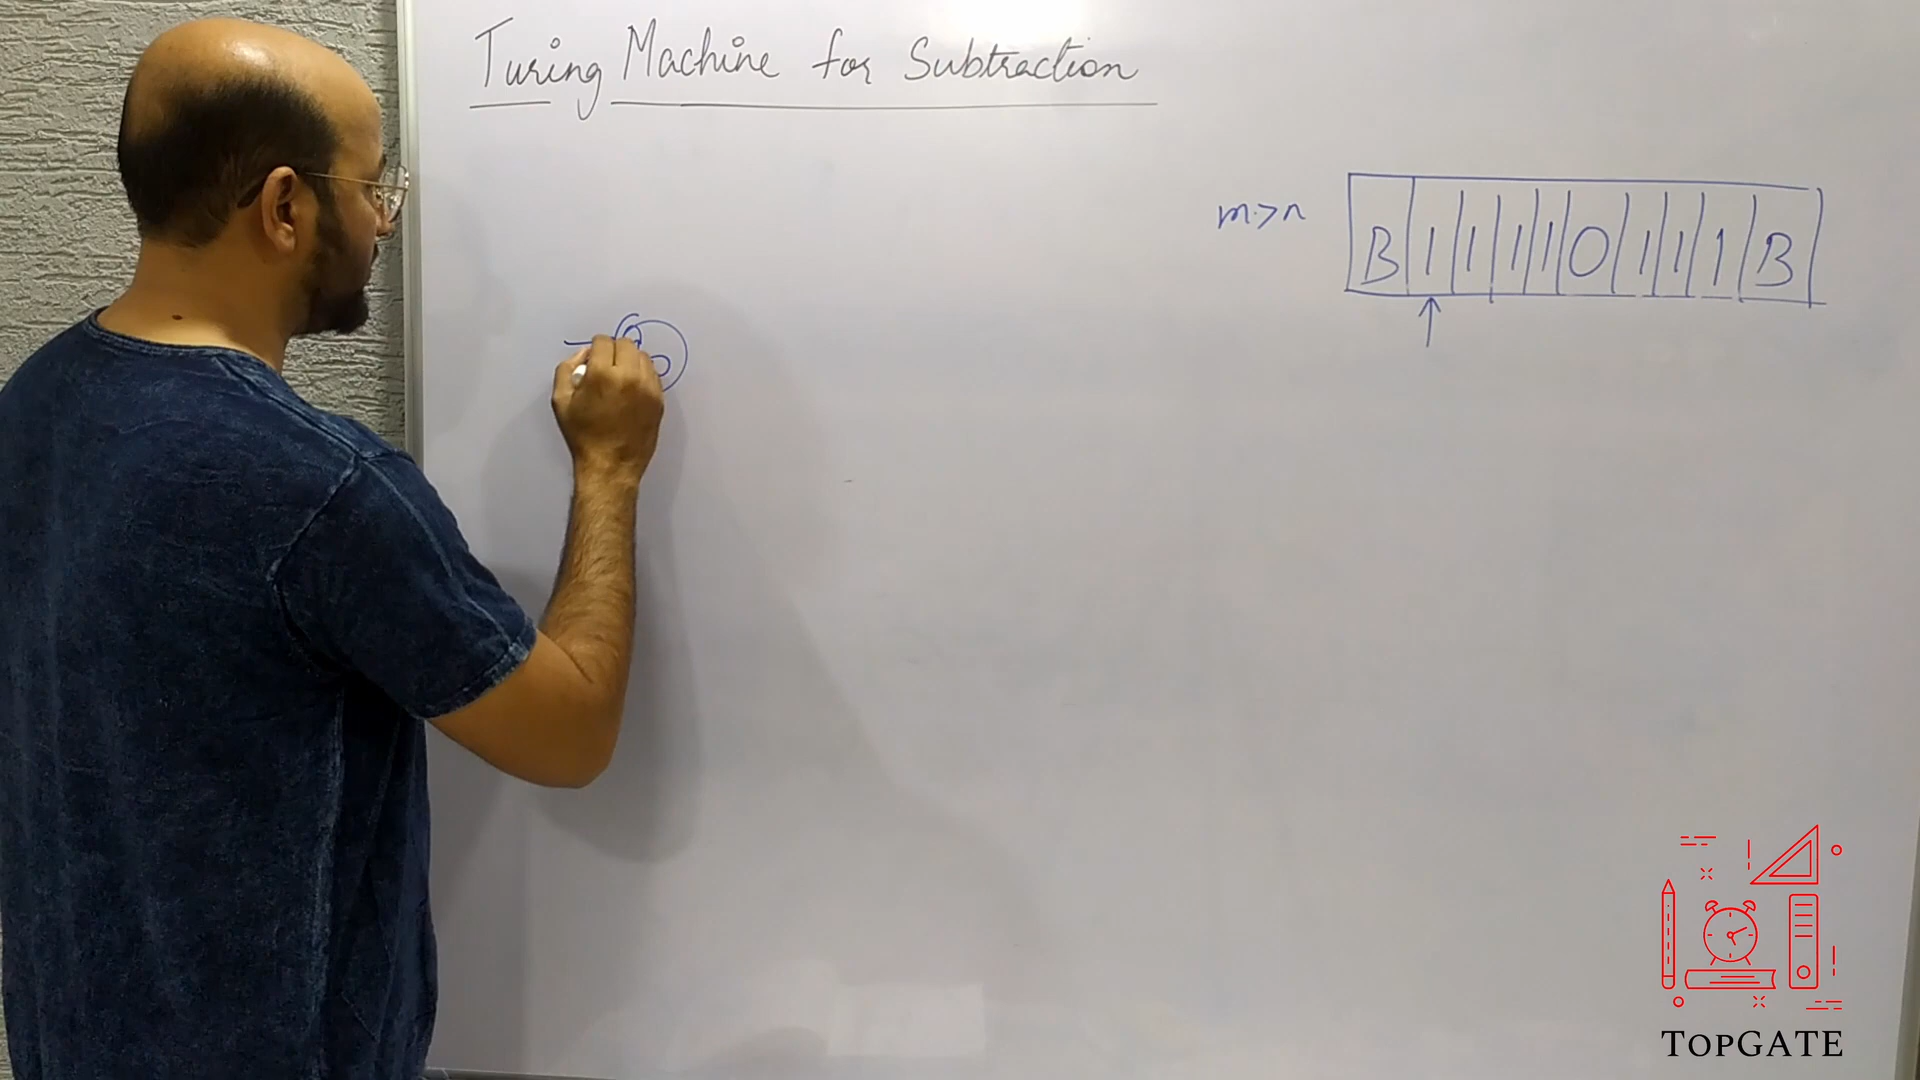 Turing Machine for Subtraction
m>n
B 1 1 1 1 0 1 1 1 B
TOPGATE